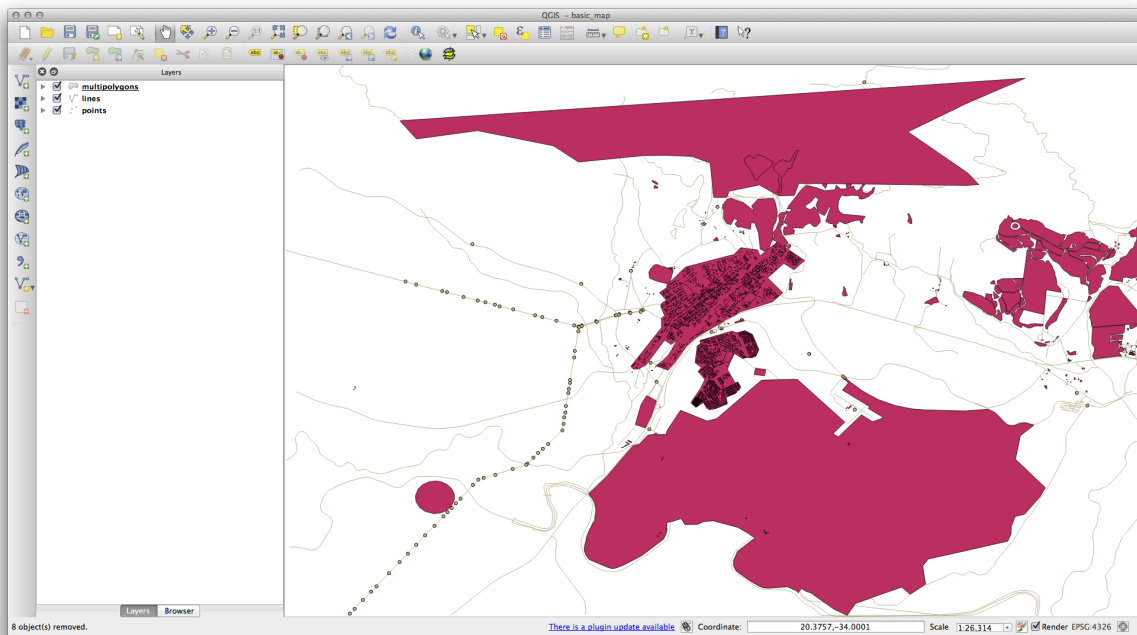 QGIS - basic_map
Layers
multipolygons
lines
points
Layers Browser
8 object(s) removed.
There is a plugin update available
Coordinate:
20.3757,-34.0001
Scale
1:26,314
Render
EPSG:4326